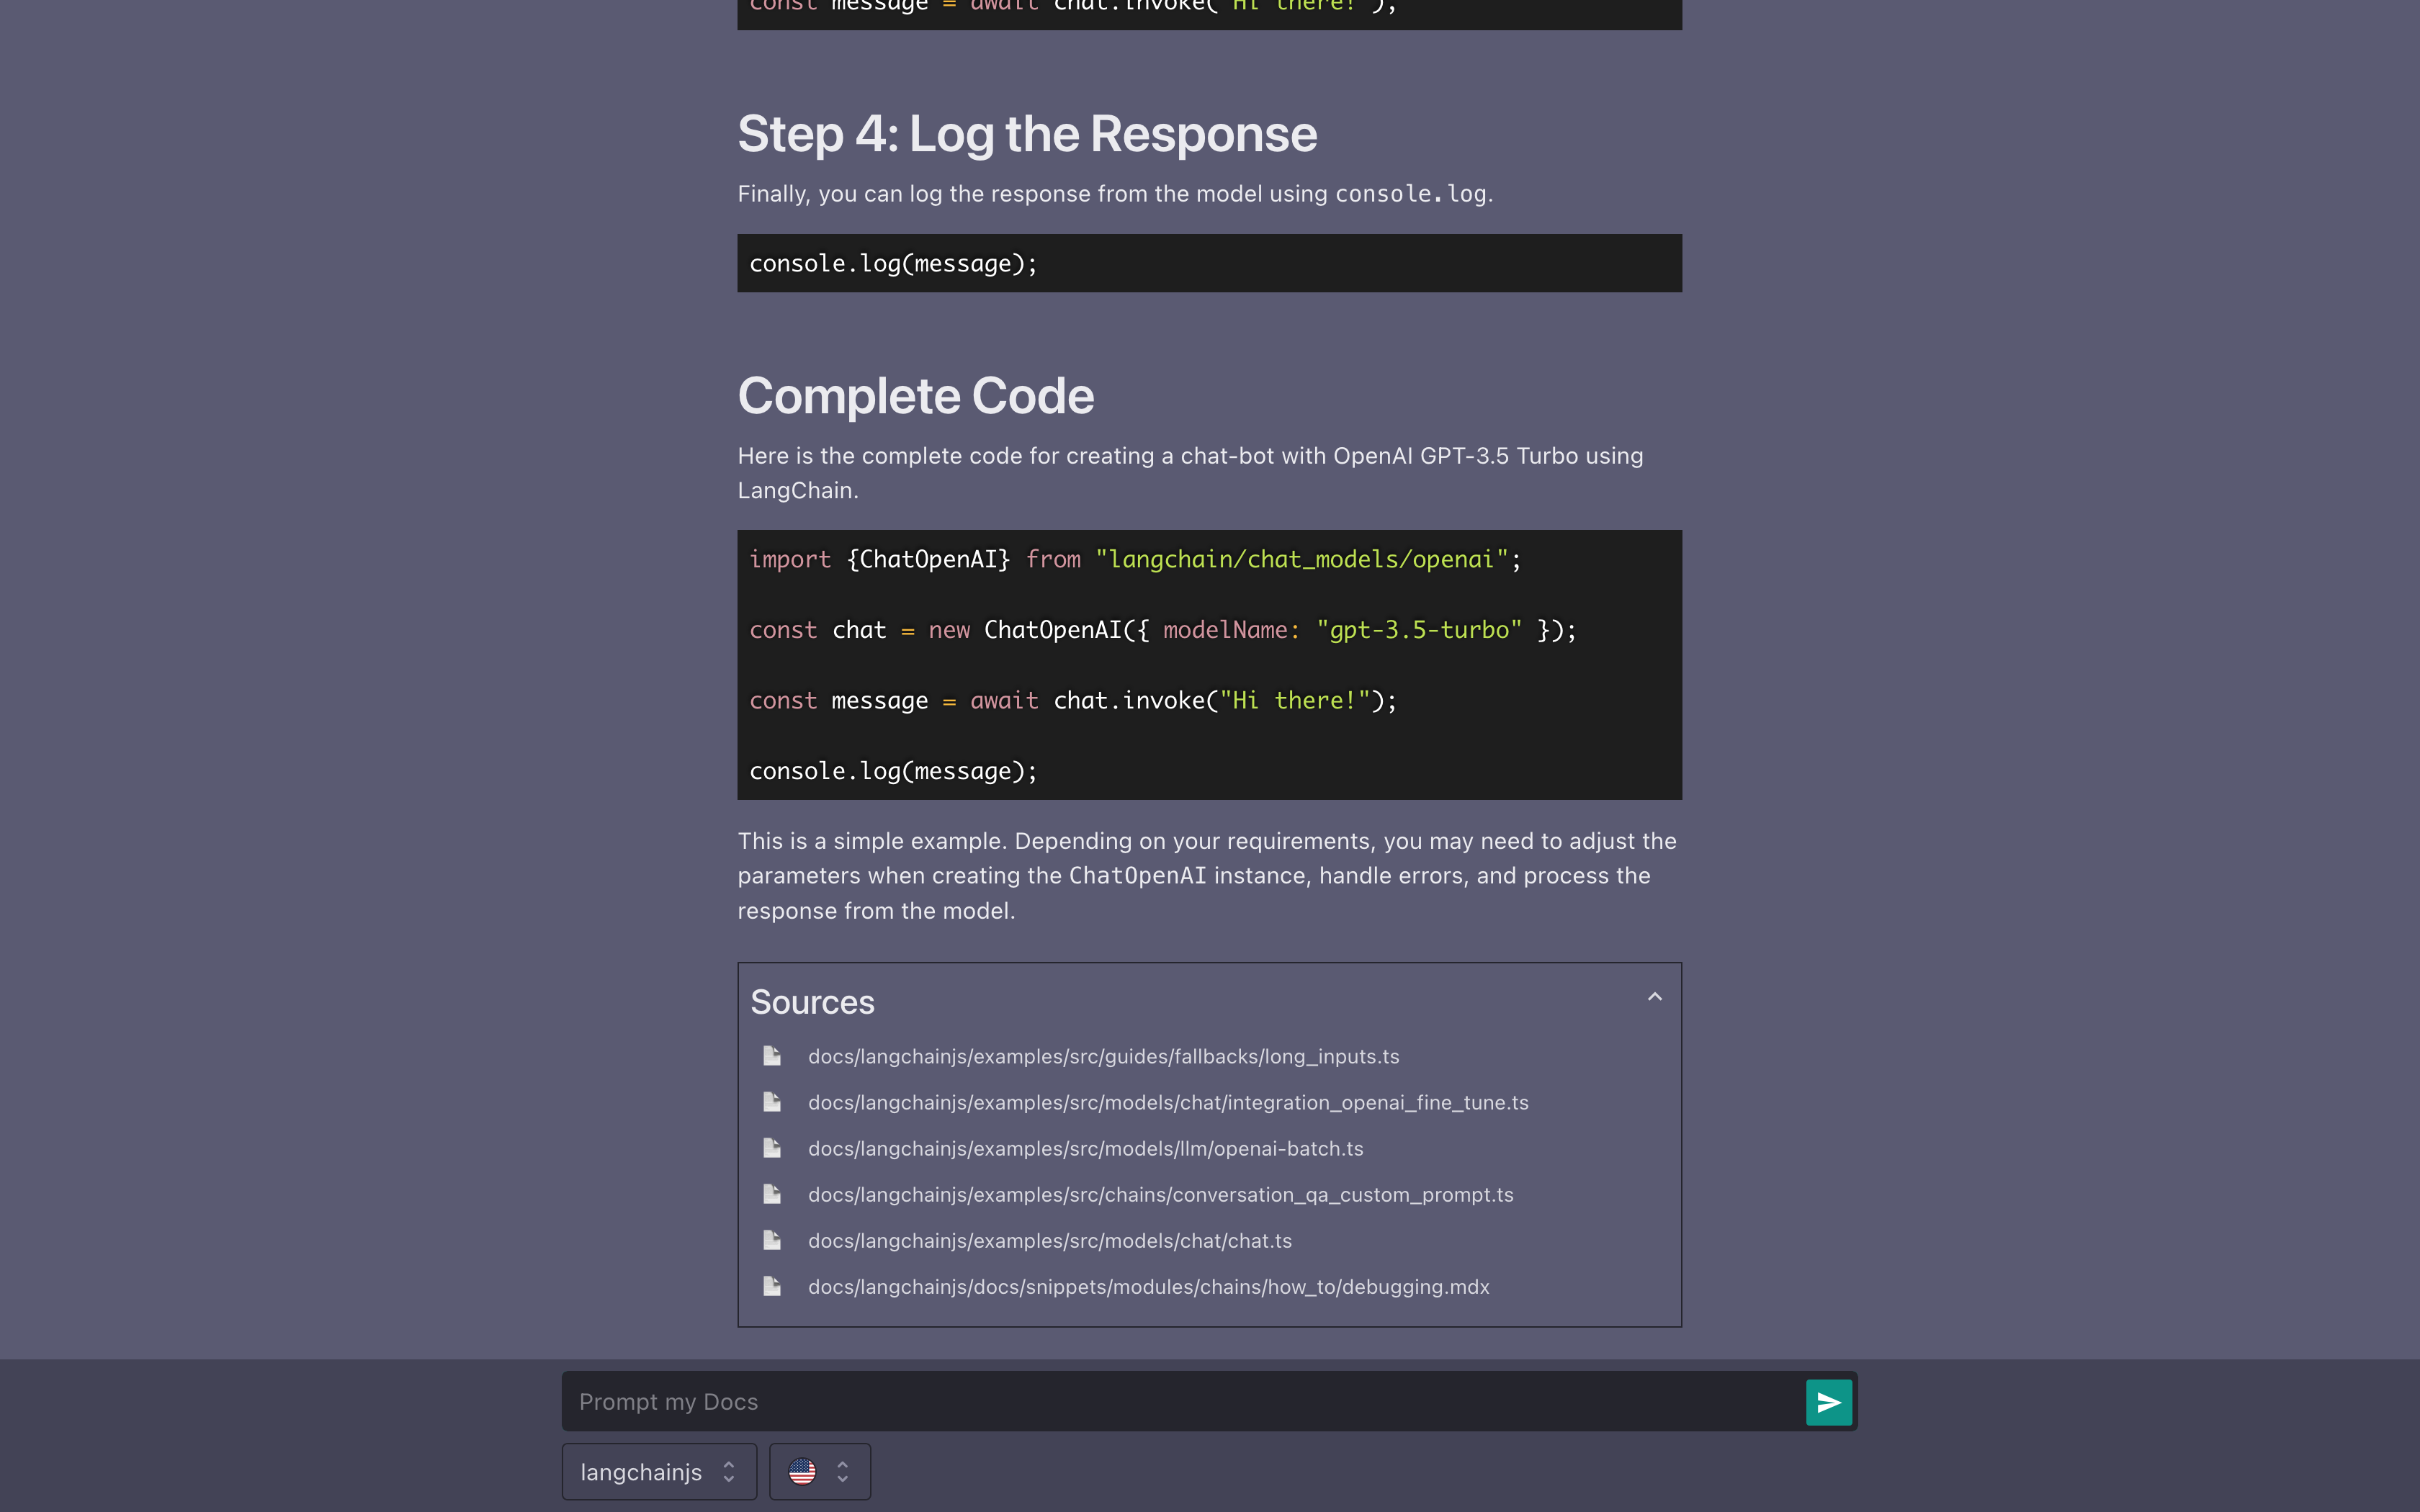 const message = await chat.invoke("Hi there!");
Step 4: Log the Response
Finally, you can log the response from the model using console.log.
console.log(message);
Complete Code
Here is the complete code for creating a chat-bot with OpenAI GPT-3.5 Turbo using
LangChain.
import {ChatOpenAI} from "langchain/chat_models/openai";
const chat = new ChatOpenAI({ modelName: "gpt-3.5-turbo" });
const message = await chat.invoke("Hi there!");
console.log(message);
This is a simple example. Depending on your requirements, you may need to adjust the
parameters when creating the ChatOpenAI instance, handle errors, and process the
response from the model.
Sources
docs/langchainjs/examples/src/guides/fallbacks/long_inputs.ts
docs/langchainjs/examples/src/models/chat/integration_openai_fine_tune.ts
docs/langchainjs/examples/src/models/llm/openai-batch.ts
docs/langchainjs/examples/src/chains/conversation_qa_custom_prompt.ts
docs/langchainjs/examples/src/models/chat/chat.ts
docs/langchainjs/docs/snippets/modules/chains/how_to/debugging.mdx
Prompt my Docs
langchainjs